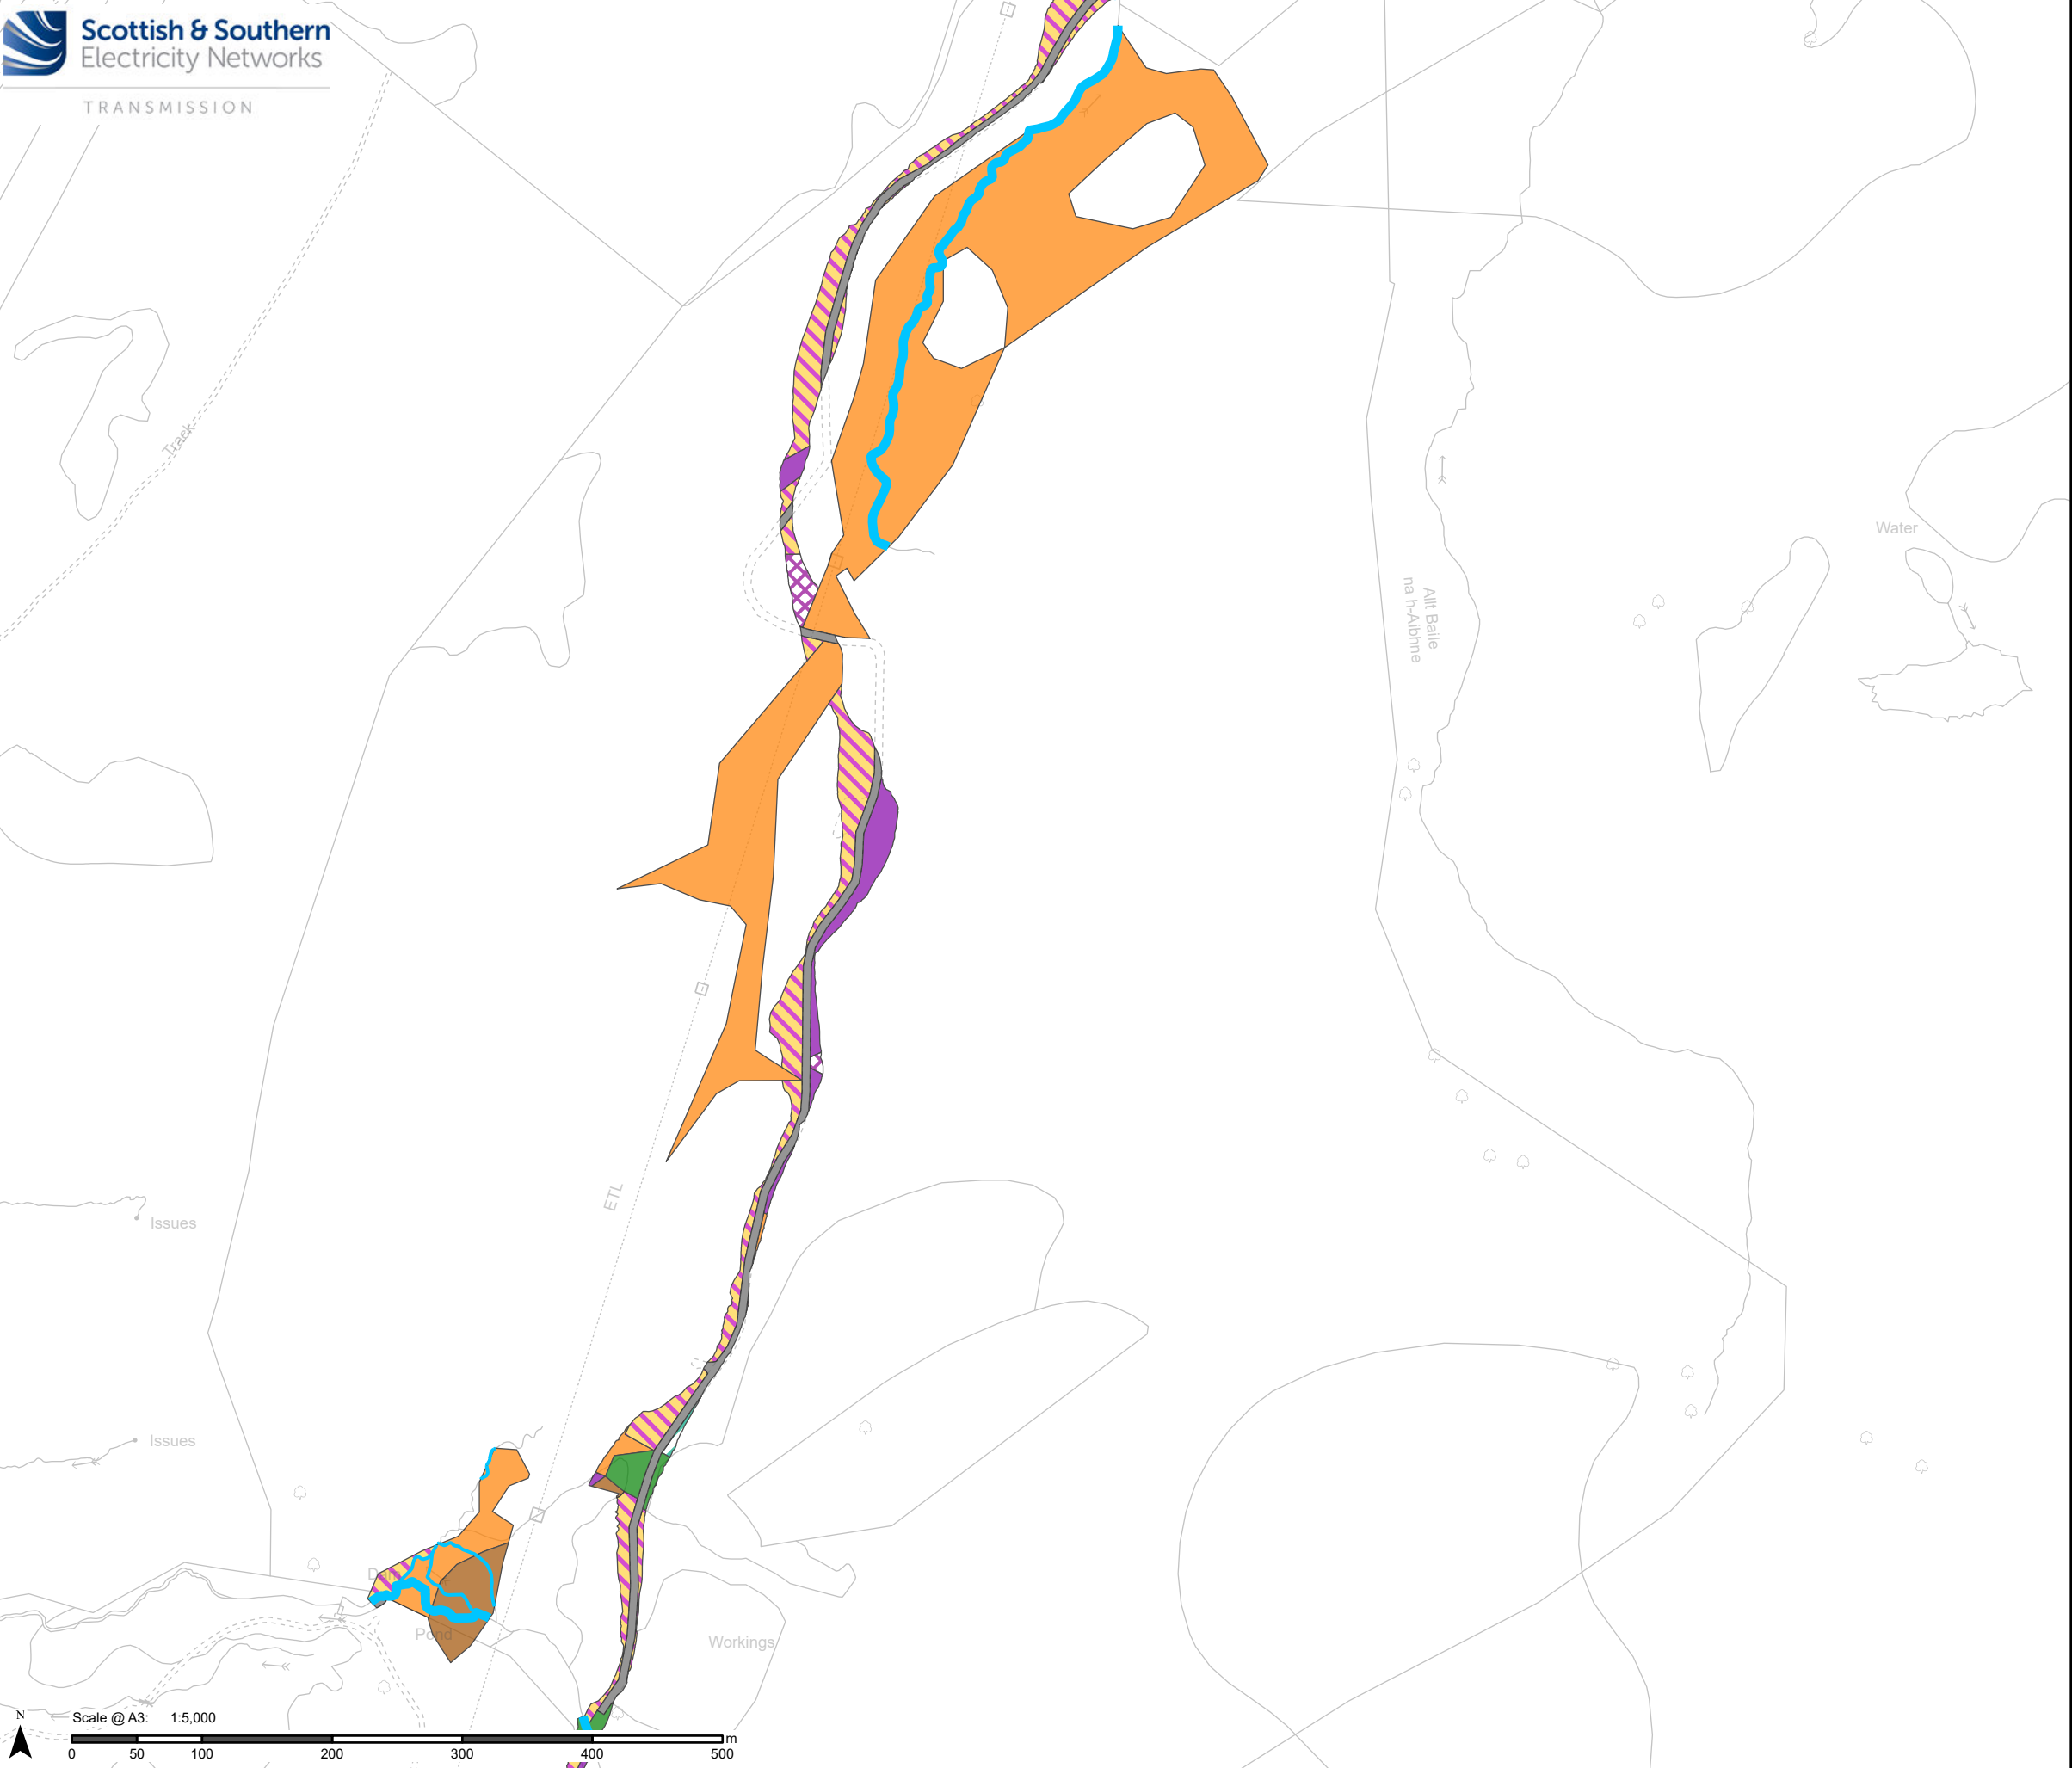 Scottish & Southern
Electricity Networks
TRANSMISSION
Track
Water
Allt Baile
na h-Aibhne
ETL
Issues
Issues
Pond
Workings
N
Scale @ A3: 1:5,000
m
0 50 100 200 300 400 500